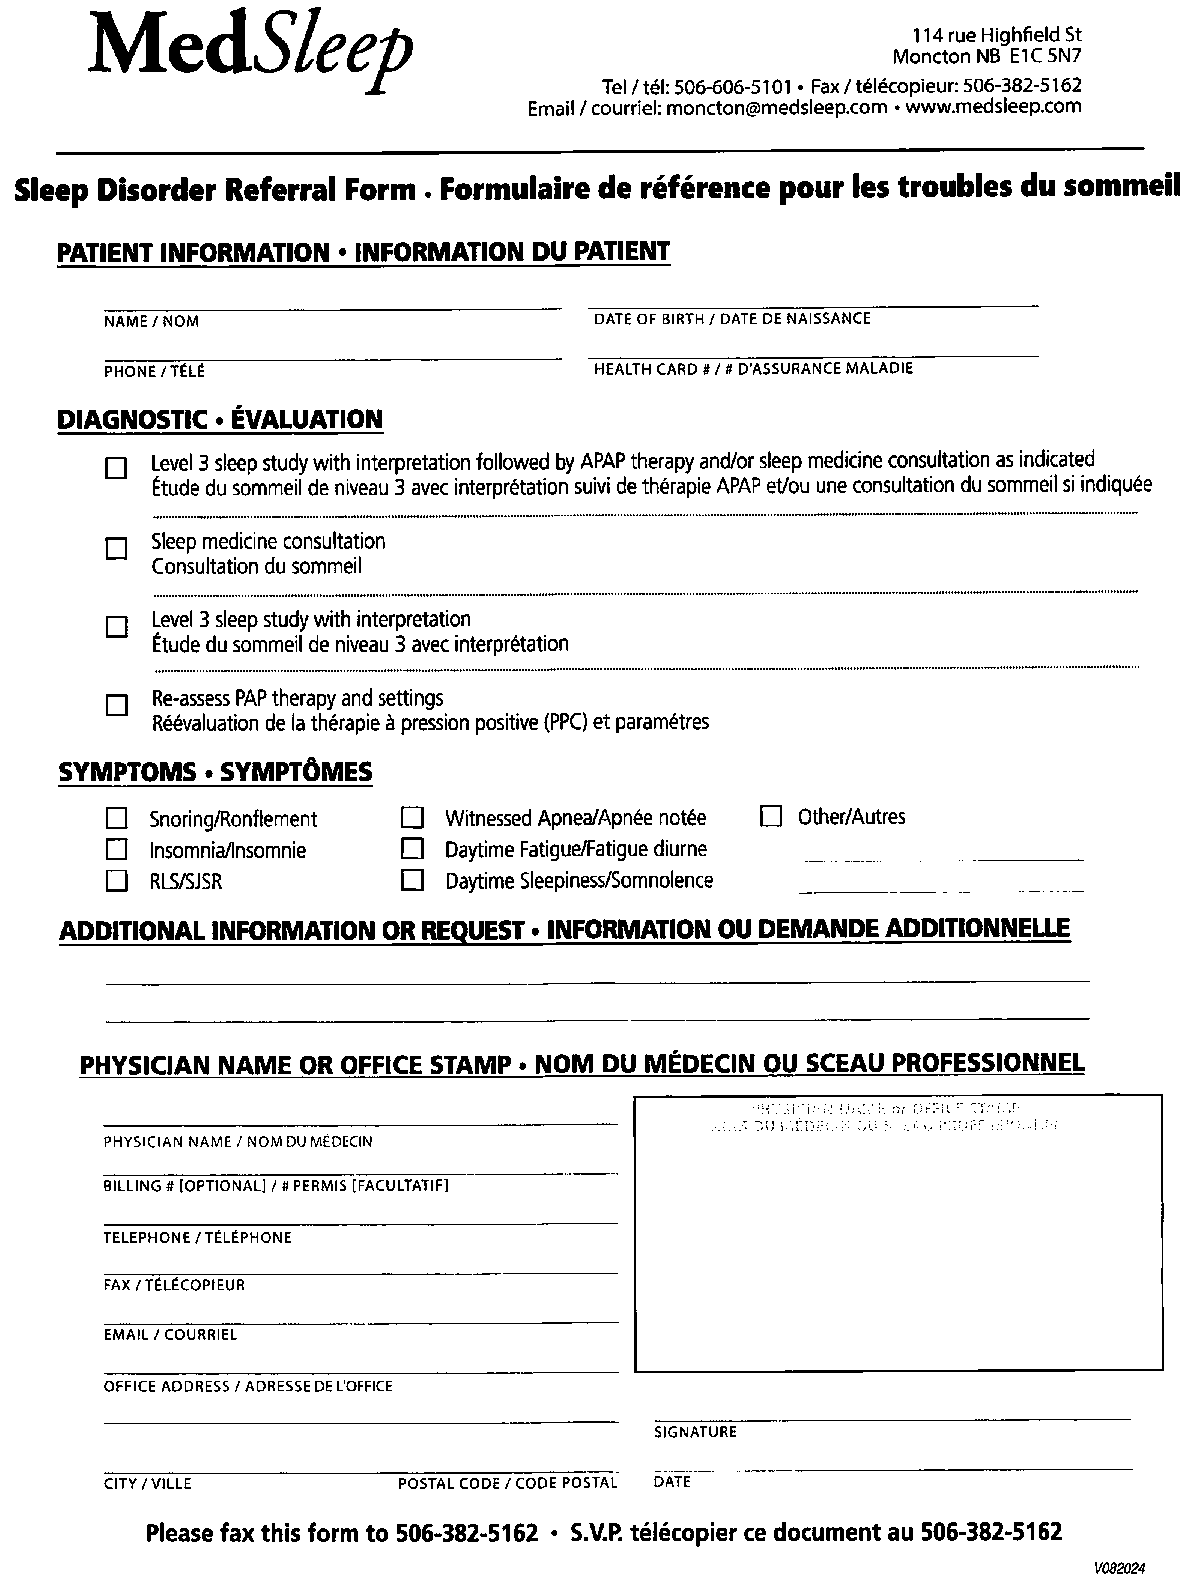 MedSleep
114 rue Highfield St
Moncton NB E1C 5N7
Tel / tél: 506-606-5101 • Fax / télécopieur: 506-382-5162
Email / courriel: moncton@medsleep.com • www.medsleep.com
Sleep Disorder Referral Form . Formulaire de référence pour les troubles du sommeil
PATIENT INFORMATION • INFORMATION DU PATIENT
NAME / NOM
DATE OF BIRTH / DATE DE NAISSANCE
PHONE / TÉLÉ
HEALTH CARD # / # D'ASSURANCE MALADIE
DIAGNOSTIC • ÉVALUATION
Level 3 sleep study with interpretation followed by APAP therapy and/or sleep medicine consultation as indicated
Étude du sommeil de niveau 3 avec interprétation suivi de thérapie APAP et/ou une consultation du sommeil si indiquée
Sleep medicine consultation
Consultation du sommeil
Level 3 sleep study with interpretation
Étude du sommeil de niveau 3 avec interprétation
Re-assess PAP therapy and settings
Réévaluation de la thérapie à pression positive (PPC) et paramétres
SYMPTOMS • SYMPTÔMES
Snoring/Ronflement
Witnessed Apnea/Apnée notée
Other/Autres
Insomnia/Insomnie
Daytime Fatigue/Fatigue diurne
RLS/SJSR
Daytime Sleepiness/Somnolence
ADDITIONAL INFORMATION OR REQUEST • INFORMATION OU DEMANDE ADDITIONNELLE
PHYSICIAN NAME OR OFFICE STAMP • NOM DU MÉDECIN OU SCEAU PROFESSIONNEL
PHYSICIAN NAME or OFFICE STAMP
NOM DU MÉDECIN OU SCEAU PROFESSIONNEL
PHYSICIAN NAME / NOM DU MÉDECIN
BILLING # [OPTIONAL] / # PERMIS [FACULTATIF]
TELEPHONE / TÉLÉPHONE
FAX / TÉLÉCOPIEUR
EMAIL / COURRIEL
OFFICE ADDRESS / ADRESSE DE L'OFFICE
SIGNATURE
CITY / VILLE
POSTAL CODE / CODE POSTAL
DATE
Please fax this form to 506-382-5162 • S.V.P. télécopier ce document au 506-382-5162
V082024